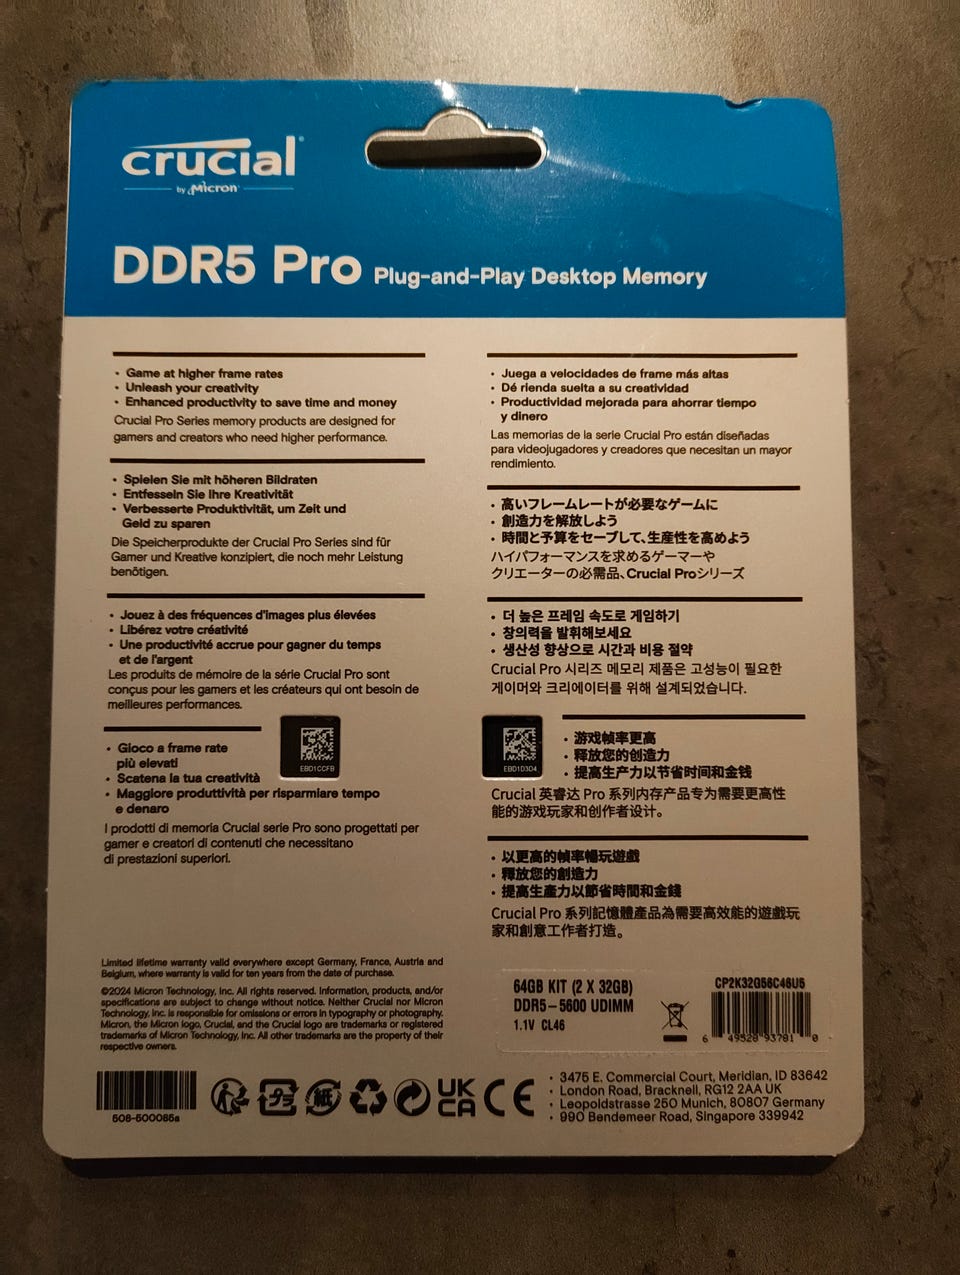 crucial
by Micron
DDR5 Pro Plug-and-Play Desktop Memory
• Game at higher frame rates
• Unleash your creativity
• Enhanced productivity to save time and money
Crucial Pro Series memory products are designed for
gamers and creators who need higher performance.
• Spielen Sie mit höheren Bildraten
• Entfesseln Sie Ihre Kreativität
• Verbesserte Produktivität, um Zeit und
Geld zu sparen
Die Speicherprodukte der Crucial Pro Series sind für
Gamer und Kreative konzipiert, die noch mehr Leistung
benötigen.
• Jouez à des fréquences d'images plus élevées
• Libérez votre créativité
• Une productivité accrue pour gagner du temps
et de l'argent
Les produits de mémoire de la série Crucial Pro sont
conçus pour les gamers et les créateurs qui ont besoin de
meilleures performances.
• Gioco a frame rate
più elevati
• Scatena la tua creatività
• Maggiore produttività per risparmiare tempo
e denaro
I prodotti di memoria Crucial serie Pro sono progettati per
gamer e creatori di contenuti che necessitano
di prestazioni superiori.
EBD1CCFB
• Juega a velocidades de frame más altas
• Dé rienda suelta a su creatividad
• Productividad mejorada para ahorrar tiempo
y dinero
Las memorias de la serie Crucial Pro están diseñadas
para videojugadores y creadores que necesitan un mayor
rendimiento.
• 高いフレームレートが必要なゲームに
• 創造力を解放しよう
• 時間と予算をセーブして、生産性を高めよう
ハイパフォーマンスを求めるゲーマーや
クリエーターの必需品、Crucial Proシリーズ
• 더 높은 프레임 속도로 게임하기
• 창의력을 발휘해보세요
• 생산성 향상으로 시간과 비용 절약
Crucial Pro 시리즈 메모리 제품은 고성능이 필요한
게이머와 크리에이터를 위해 설계되었습니다.
EBD1D3D4
• 游戏帧率更高
• 释放您的创造力
• 提高生产力以节省时间和金钱
Crucial 英睿达 Pro 系列内存产品专为需要更高性
能的游戏玩家和创作者设计。
• 以更高的幀率暢玩遊戲
• 釋放您的創造力
• 提高生產力以節省時間和金錢
Crucial Pro 系列記憶體產品為需要高效能的遊戲玩
家和創意工作者打造。
Limited lifetime warranty valid everywhere except Germany, France, Austria and
Belgium, where warranty is valid for ten years from the date of purchase.
©2024 Micron Technology, Inc. All rights reserved. Information, products, and/or
specifications are subject to change without notice. Neither Crucial nor Micron
Technology, Inc. is responsible for omissions or errors in typography or photography.
Micron, the Micron logo, Crucial, and the Crucial logo are trademarks or registered
trademarks of Micron Technology, Inc. All other trademarks are the property of their
respective owners.
64GB KIT (2 X 32GB)
DDR5-5600 UDIMM
1.1V CL46
CP2K32G56C46U5
6 49528 93781 0
508-500085a
紙
UK
CA
CE
• 3475 E. Commercial Court, Meridian, ID 83642
• London Road, Bracknell, RG12 2AA UK
• Leopoldstrasse 250 Munich, 80807 Germany
• 990 Bendemeer Road, Singapore 339942